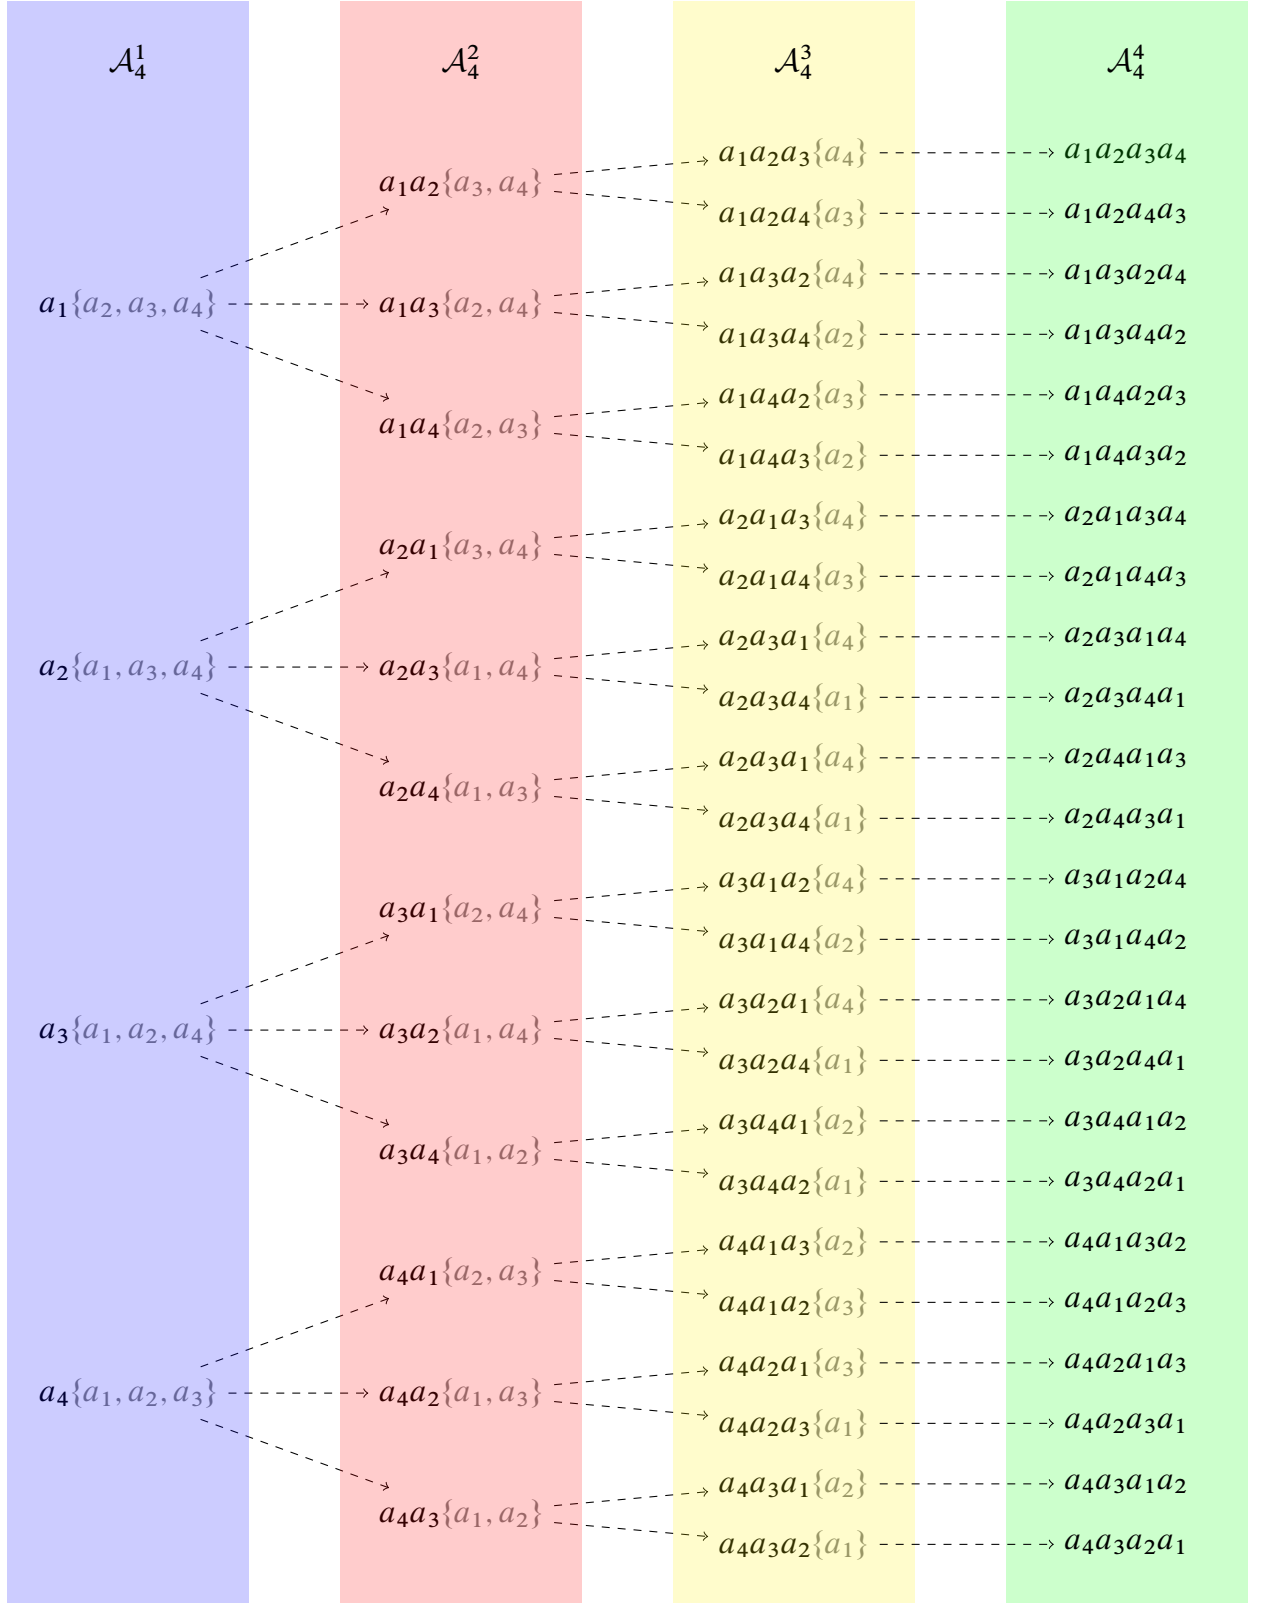 𝒜₄¹ 𝒜₄² 𝒜₄³ 𝒜₄⁴
a₁a₂a₃{a₄} a₁a₂a₃a₄
a₁a₂{a₃, a₄}
a₁a₂a₄{a₃} a₁a₂a₄a₃
a₁a₃a₂{a₄} a₁a₃a₂a₄
a₁{a₂, a₃, a₄} a₁a₃{a₂, a₄}
a₁a₃a₄{a₂} a₁a₃a₄a₂
a₁a₄a₂{a₃} a₁a₄a₂a₃
a₁a₄{a₂, a₃}
a₁a₄a₃{a₂} a₁a₄a₃a₂
a₂a₁a₃{a₄} a₂a₁a₃a₄
a₂a₁{a₃, a₄}
a₂a₁a₄{a₃} a₂a₁a₄a₃
a₂a₃a₁{a₄} a₂a₃a₁a₄
a₂{a₁, a₃, a₄} a₂a₃{a₁, a₄}
a₂a₃a₄{a₁} a₂a₃a₄a₁
a₂a₃a₁{a₄} a₂a₄a₁a₃
a₂a₄{a₁, a₃}
a₂a₃a₄{a₁} a₂a₄a₃a₁
a₃a₁a₂{a₄} a₃a₁a₂a₄
a₃a₁{a₂, a₄}
a₃a₁a₄{a₂} a₃a₁a₄a₂
a₃a₂a₁{a₄} a₃a₂a₁a₄
a₃{a₁, a₂, a₄} a₃a₂{a₁, a₄}
a₃a₂a₄{a₁} a₃a₂a₄a₁
a₃a₄a₁{a₂} a₃a₄a₁a₂
a₃a₄{a₁, a₂}
a₃a₄a₂{a₁} a₃a₄a₂a₁
a₄a₁a₃{a₂} a₄a₁a₃a₂
a₄a₁{a₂, a₃}
a₄a₁a₂{a₃} a₄a₁a₂a₃
a₄a₂a₁{a₃} a₄a₂a₁a₃
a₄{a₁, a₂, a₃} a₄a₂{a₁, a₃}
a₄a₂a₃{a₁} a₄a₂a₃a₁
a₄a₃a₁{a₂} a₄a₃a₁a₂
a₄a₃{a₁, a₂}
a₄a₃a₂{a₁} a₄a₃a₂a₁